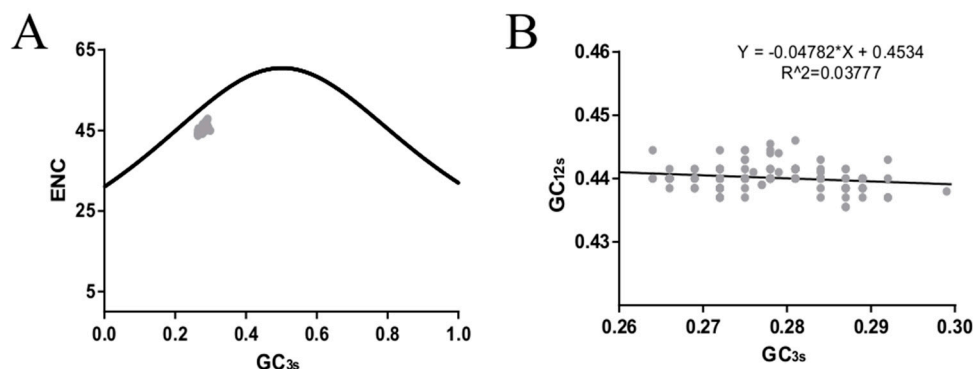 A
ENC
65
45
25
5
0.0 0.2 0.4 0.6 0.8 1.0
GC3s
B
Y = -0.04782*X + 0.4534
R^2=0.03777
GC12s
0.46
0.45
0.44
0.43
0.26 0.27 0.28 0.29 0.30
GC3s